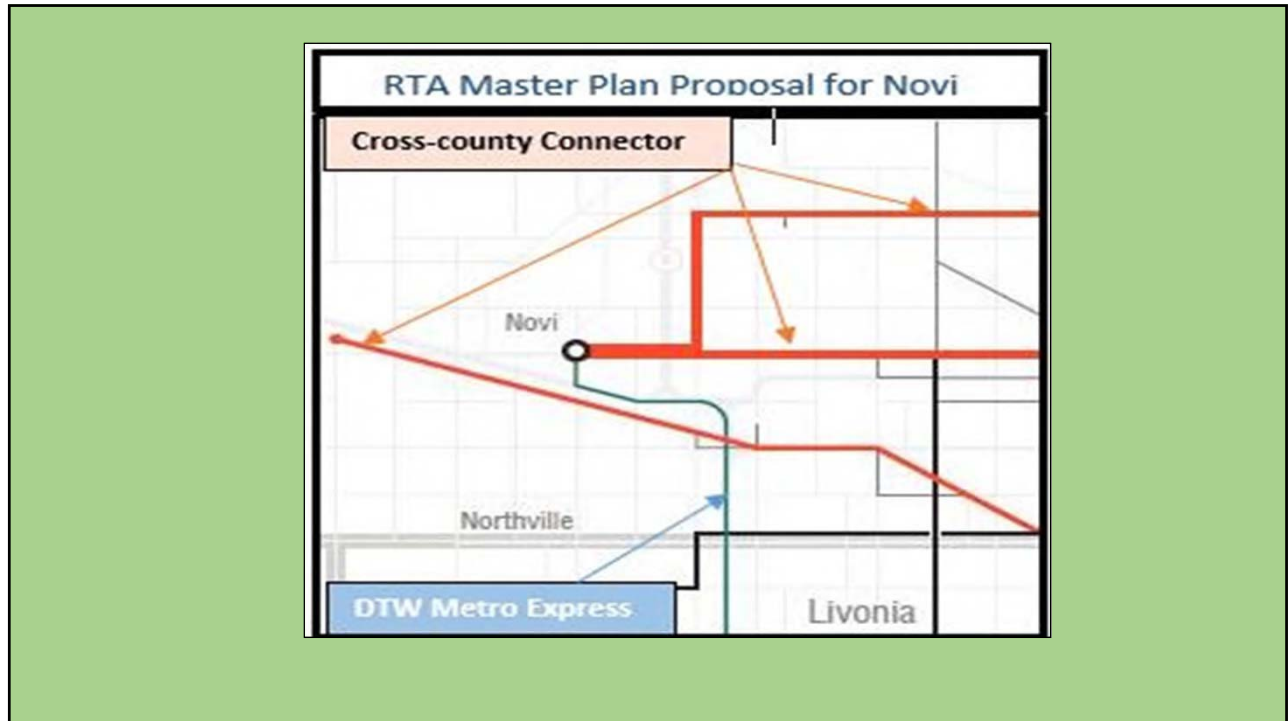 RTA Master Plan Proposal for Novi
Cross-county Connector
Novi
Northville
DTW Metro Express
Livonia